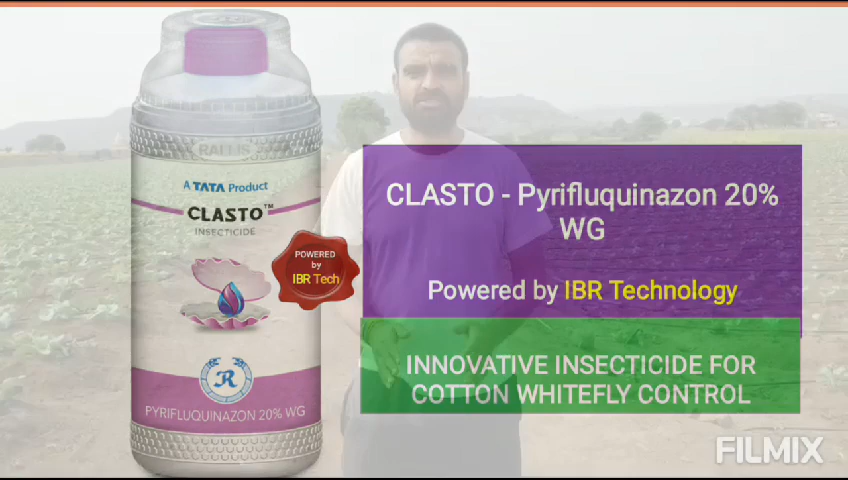 RALLIS
A TATA Product
CLASTO™
INSECTICIDE
POWERED
by
IBR Tech
R
PYRIFLUQUINAZON 20% WG
CLASTO - Pyrifluquinazon 20%
WG
Powered by IBR Technology
INNOVATIVE INSECTICIDE FOR
COTTON WHITEFLY CONTROL
FILMIX